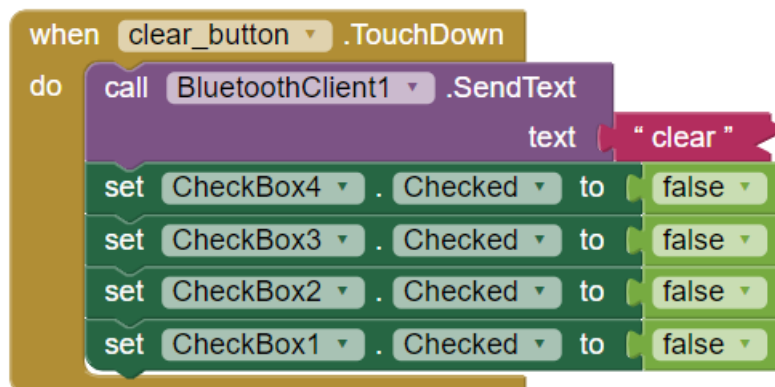 when clear_button .TouchDown
do call BluetoothClient1 .SendText
text “ clear ”
set CheckBox4 . Checked to false
set CheckBox3 . Checked to false
set CheckBox2 . Checked to false
set CheckBox1 . Checked to false